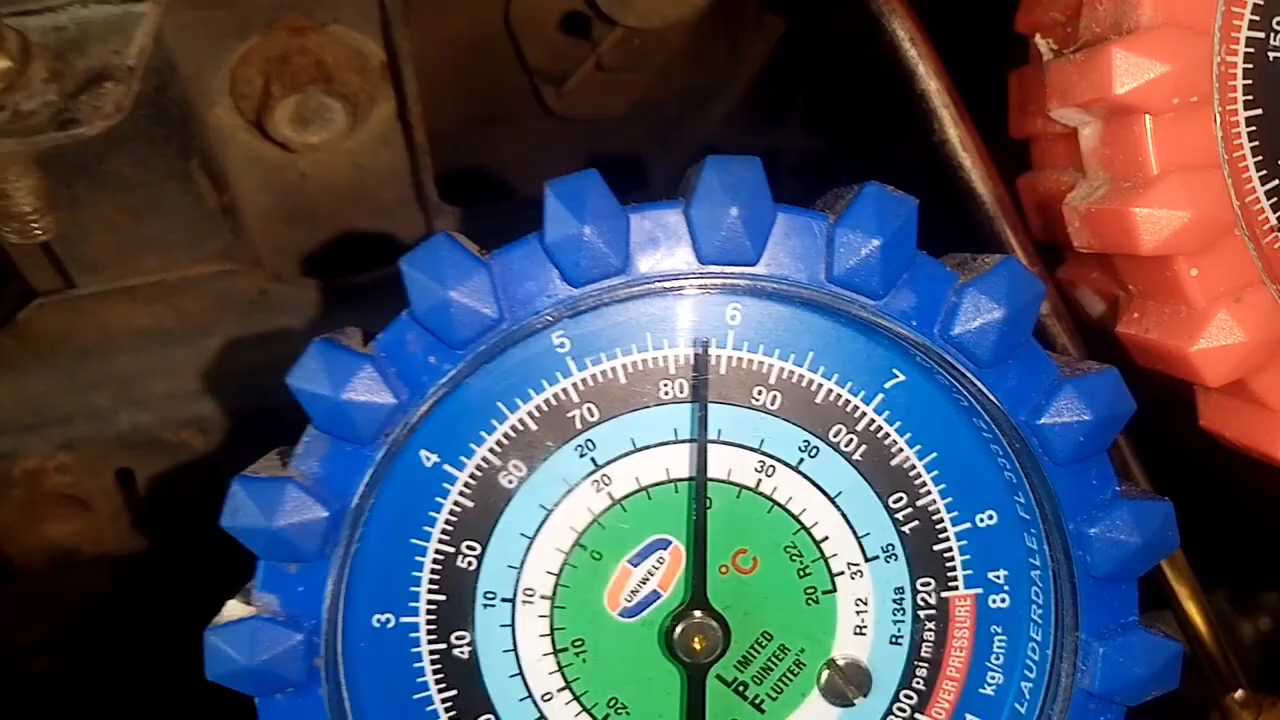 3
4
5
6
7
8
8.4
kg/cm²
40
50
60
70
80
90
100
110
120
psi max
OVER PRESSURE
10
20
30
35
R-134a
0
10
20
30
37
R-12
-20
-10
0
20
R-22
UNIWELD
°C
LIMITED
POINTER
FLUTTER™
LAUDERDALE, FL
150